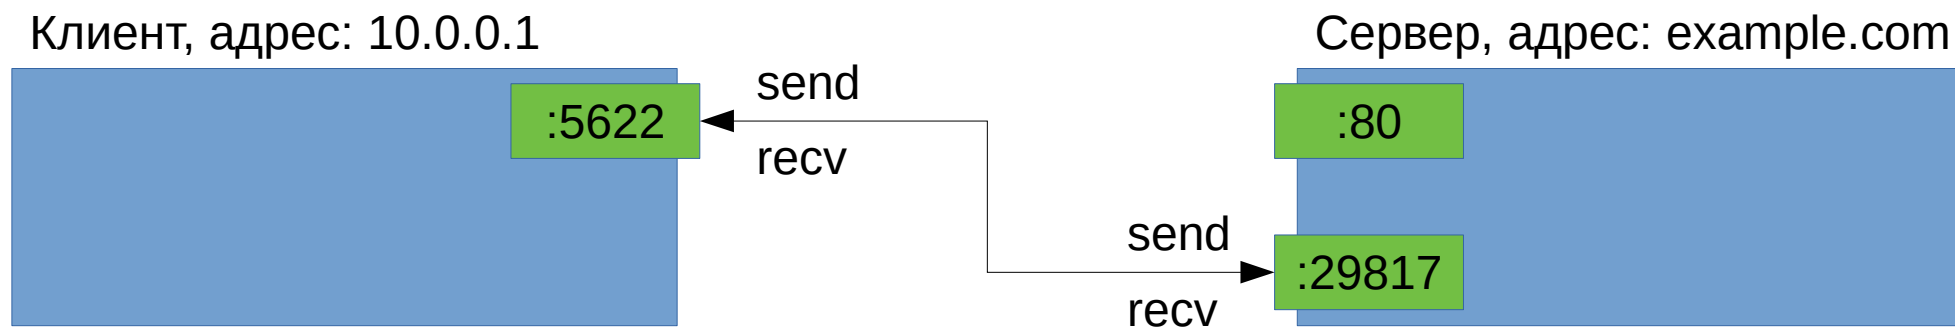 Клиент, адрес: 10.0.0.1
Сервер, адрес: example.com
send
:5622
:80
recv
send
:29817
recv